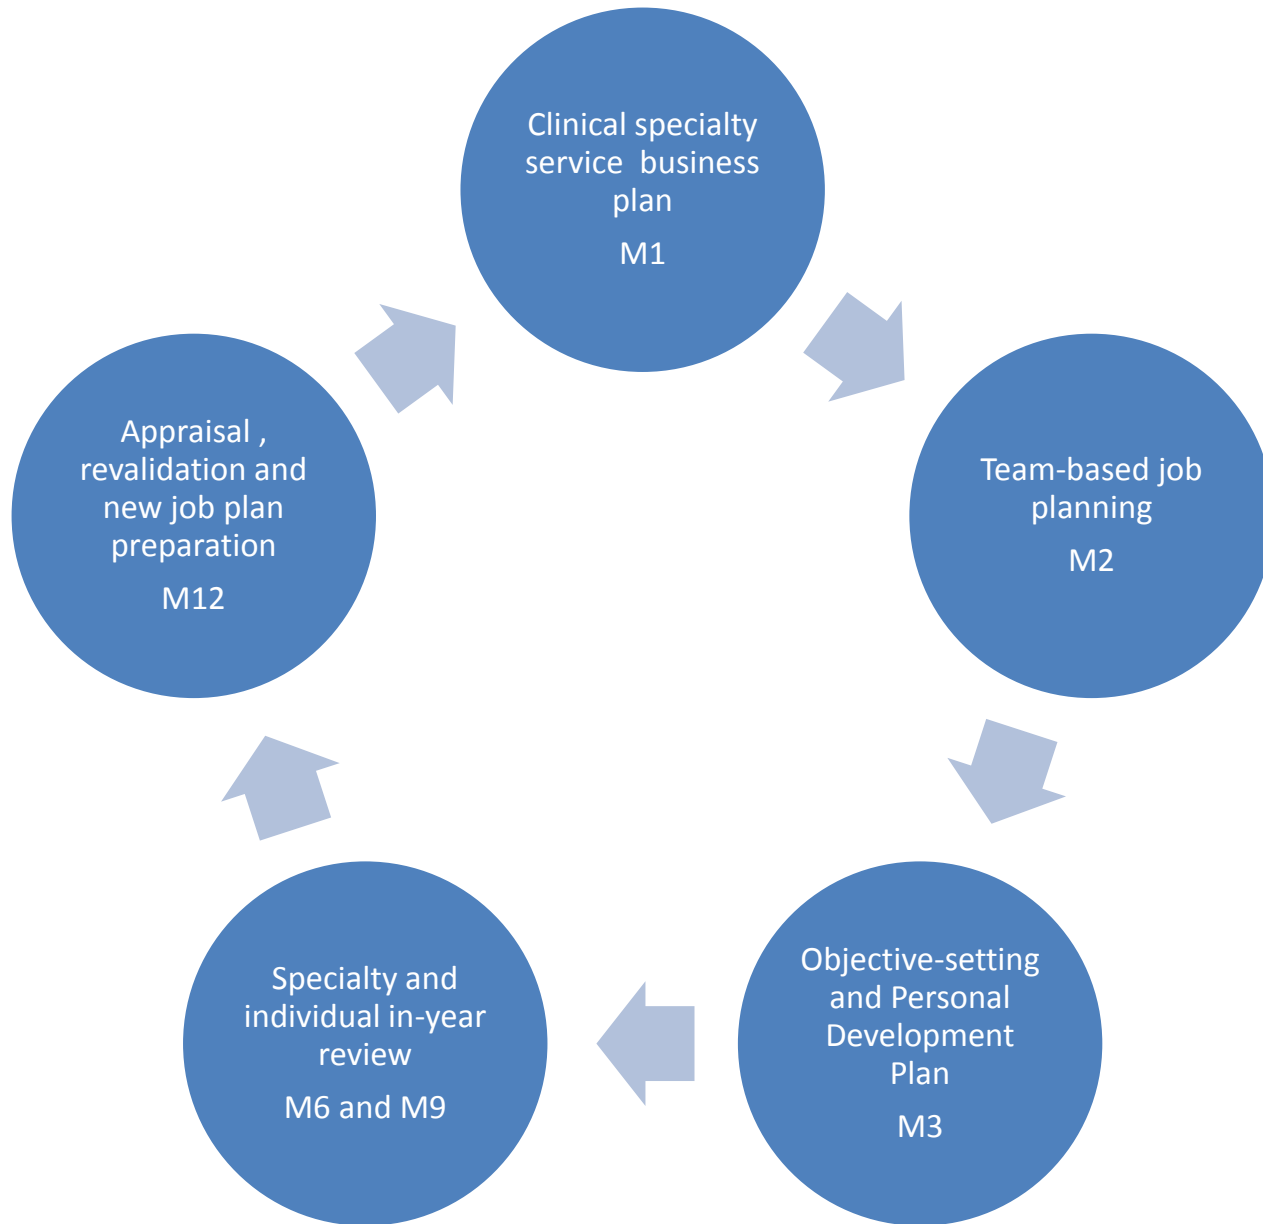 Clinical specialty
service  business
plan
M1
Team-based job
planning
M2
Objective-setting
and Personal
Development
Plan
M3
Specialty and
individual in-year
review
M6 and M9
Appraisal ,
revalidation and
new job plan
preparation
M12